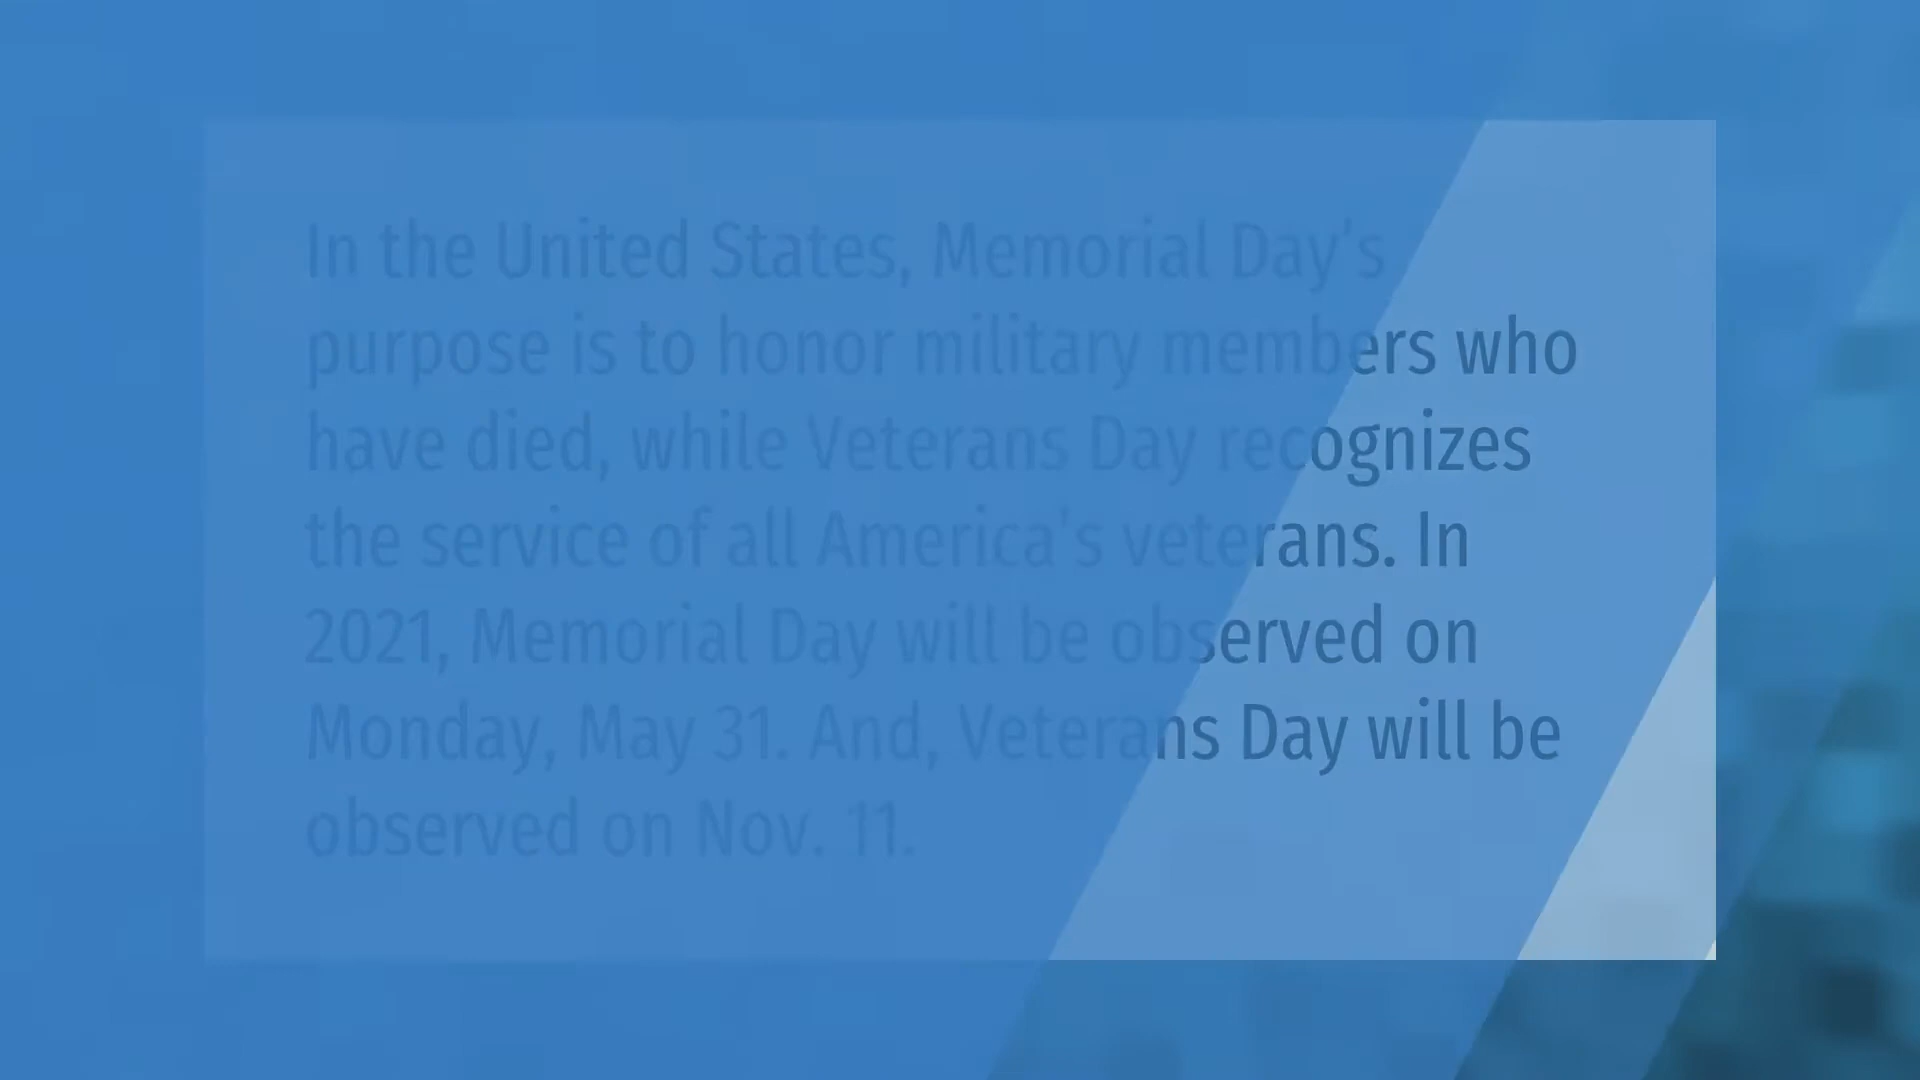 In the United States, Memorial Day's
purpose is to honor military members who
have died, while Veterans Day recognizes
the service of all America's veterans. In
2021, Memorial Day will be observed on
Monday, May 31. And, Veterans Day will be
observed on Nov. 11.